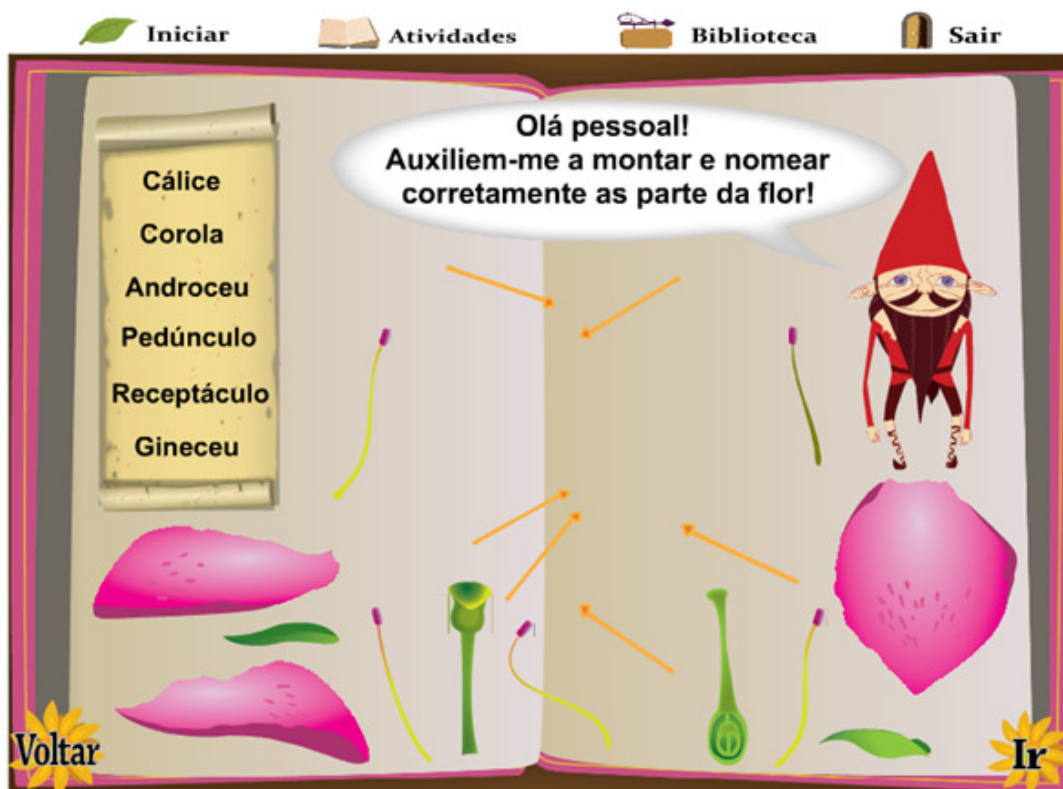 Iniciar
Atividades
Biblioteca
Sair
Olá pessoal!
Auxiliem-me a montar e nomear
corretamente as parte da flor!
Cálice
Corola
Androceu
Pedúnculo
Receptáculo
Gineceu
Voltar
Ir